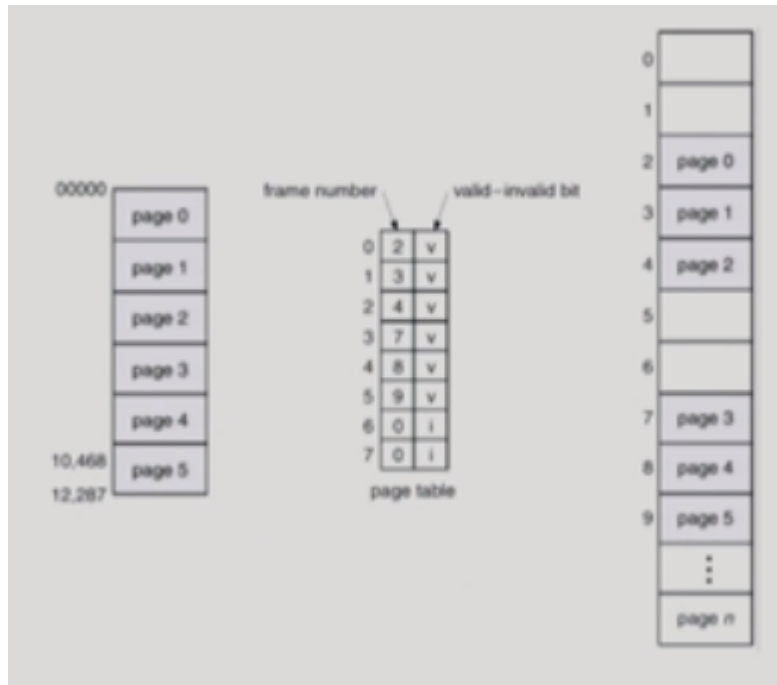 00000
page 0
page 1
page 2
page 3
page 4
10,468
page 5
12,287
frame number
valid–invalid bit
0 2 v
1 3 v
2 4 v
3 7 v
4 8 v
5 9 v
6 0 i
7 0 i
page table
0
1
2 page 0
3 page 1
4 page 2
5
6
7 page 3
8 page 4
9 page 5
⋮
page n